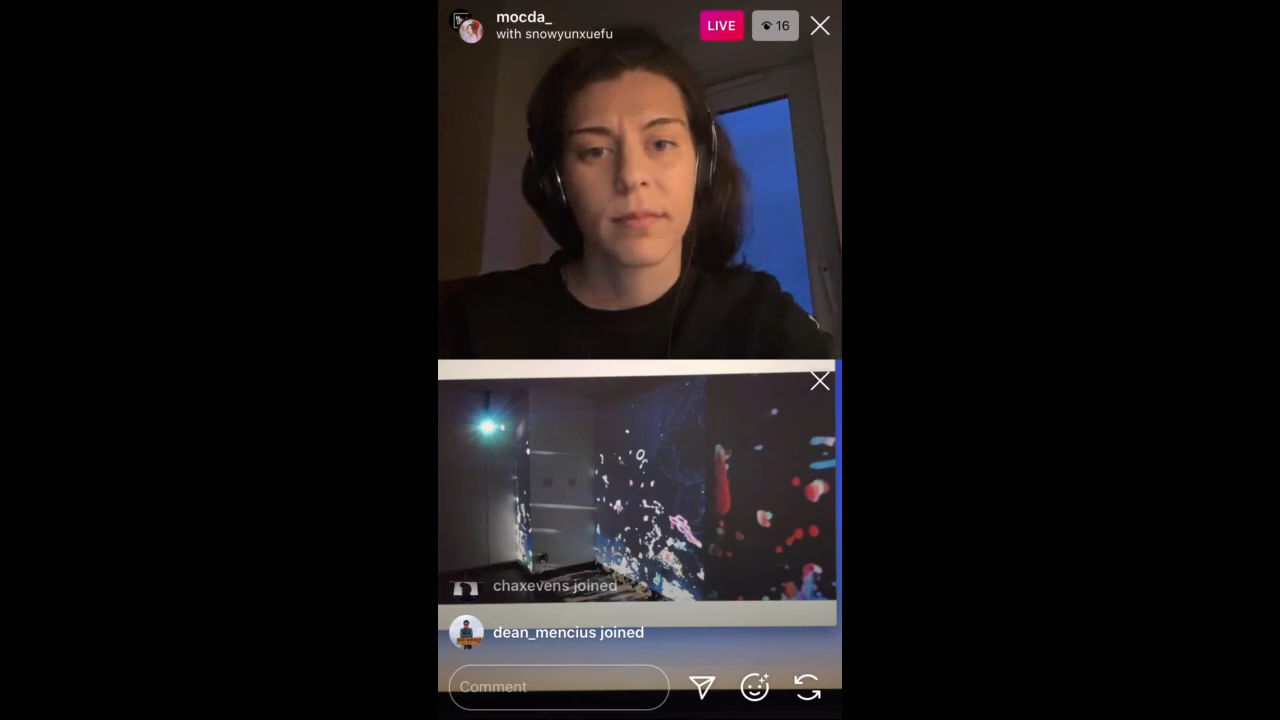 mocda_
with snowyunxuefu
LIVE
16
chaxevens joined
dean_mencius joined
Comment